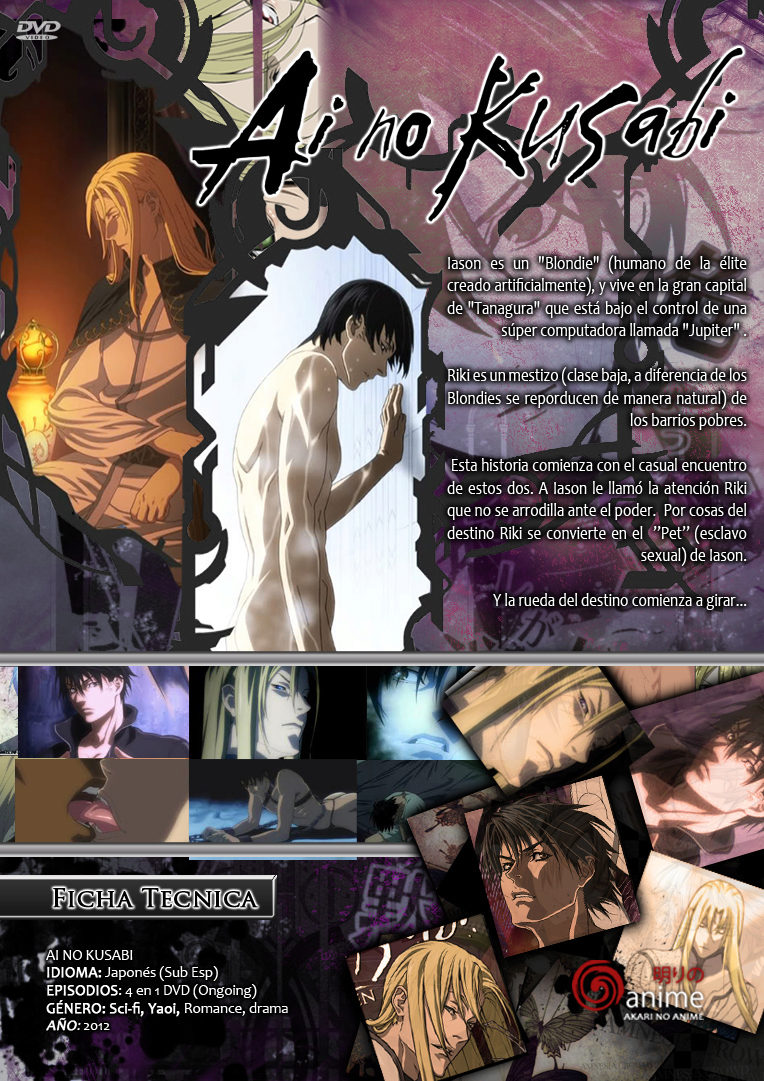 DVD
VIDEO
Ai no Kusabi
Iason es un "Blondie" (humano de la élite
creado artificialmente), y vive en la gran capital
de "Tanagura" que está bajo el control de una
súper computadora llamada "Jupiter" .
Riki es un mestizo (clase baja, a diferencia de los
Blondies se reporducen de manera natural) de
los barrios pobres.
Esta historia comienza con el casual encuentro
de estos dos. A Iason le llamó la atención Riki
que no se arrodilla ante el poder. Por cosas del
destino Riki se convierte en el ”Pet” (esclavo
sexual) de Iason.
Y la rueda del destino comienza a girar...
FICHA TECNICA
AI NO KUSABI
IDIOMA: Japonés (Sub Esp)
EPISODIOS: 4 en 1 DVD (Ongoing)
GÉNERO: Sci-fi, Yaoi, Romance, drama
AÑO: 2012
明りの
anime
AKARI NO ANIME